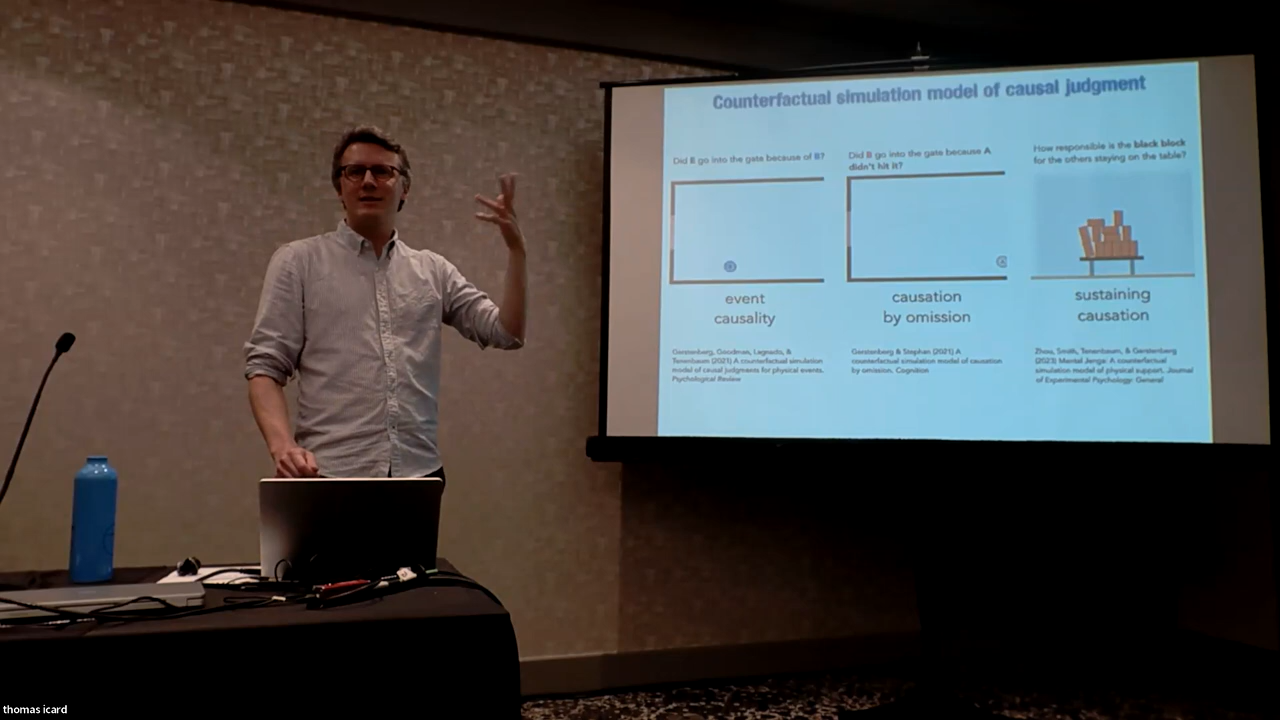 Counterfactual simulation model of causal judgment
Did B go into the gate because of B?
event
causality
Gerstenberg, Goodman, Lagnado, &
Tenenbaum (2021) A counterfactual simulation
model of causal judgments for physical events.
Psychological Review
Did B go into the gate because A
didn't hit it?
causation
by omission
Gerstenberg & Stephan (2021) A
counterfactual simulation model of causation
by omission, Cognition
How responsible is the black block
for the others staying on the table?
sustaining
causation
Zhou, Smith, Tenenbaum, & Gerstenberg
(2023) Mental Jenga: A counterfactual
simulation model of physical support. Journal
of Experimental Psychology: General
thomas icard